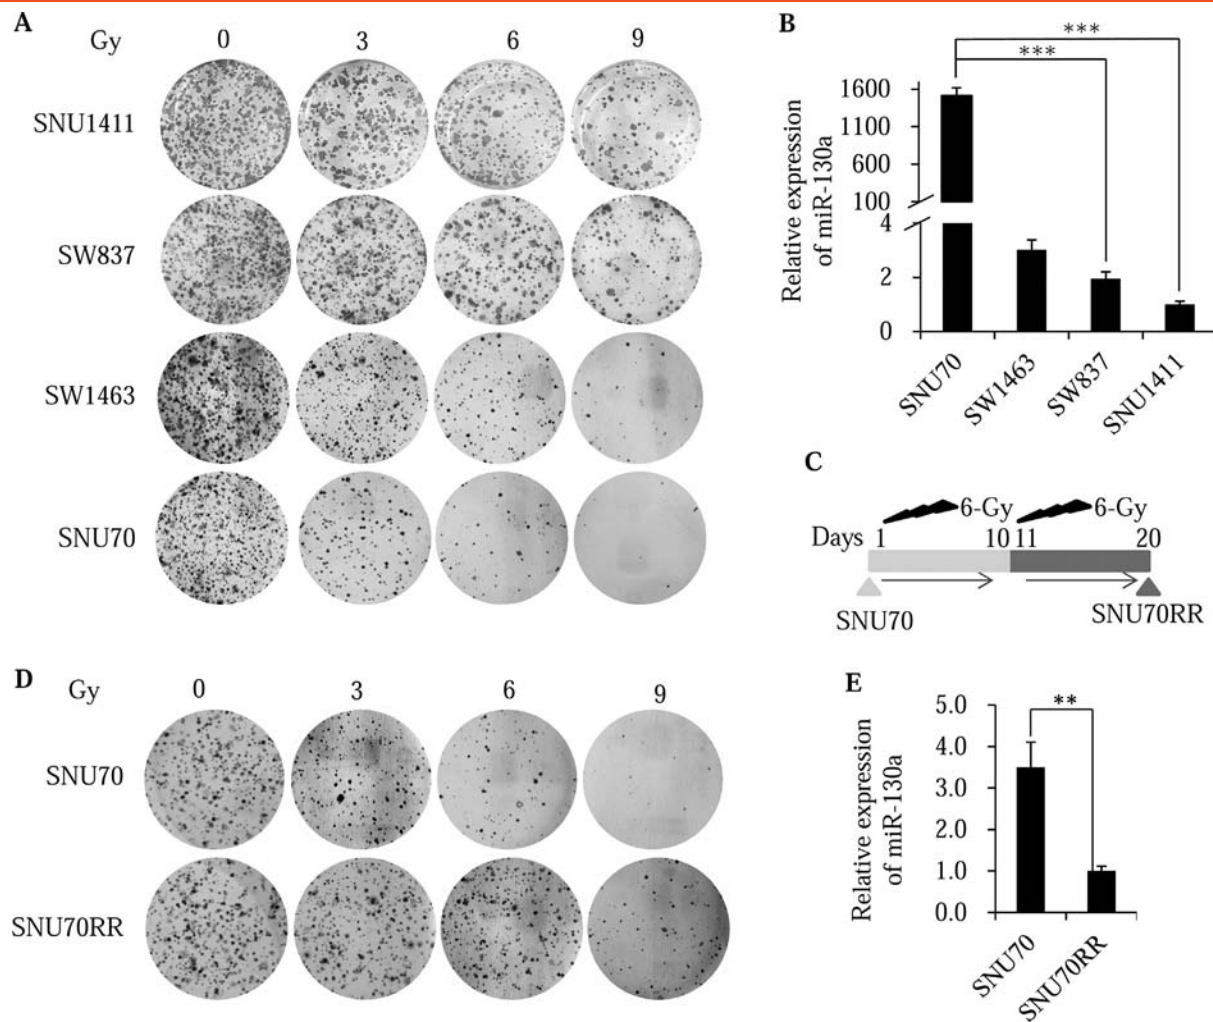 A
Gy 0 3 6 9
SNU1411
SW837
SW1463
SNU70
B
*** 
***
Relative expression
of miR-130a
1600
1100
600
100
4
2
0
SNU70
SW1463
SW837
SNU1411
C
6-Gy 6-Gy
Days 1 10 11 20
SNU70 SNU70RR
D
Gy 0 3 6 9
SNU70
SNU70RR
E
**
Relative expression
of miR-130a
5.0
4.0
3.0
2.0
1.0
0.0
SNU70
SNU70RR